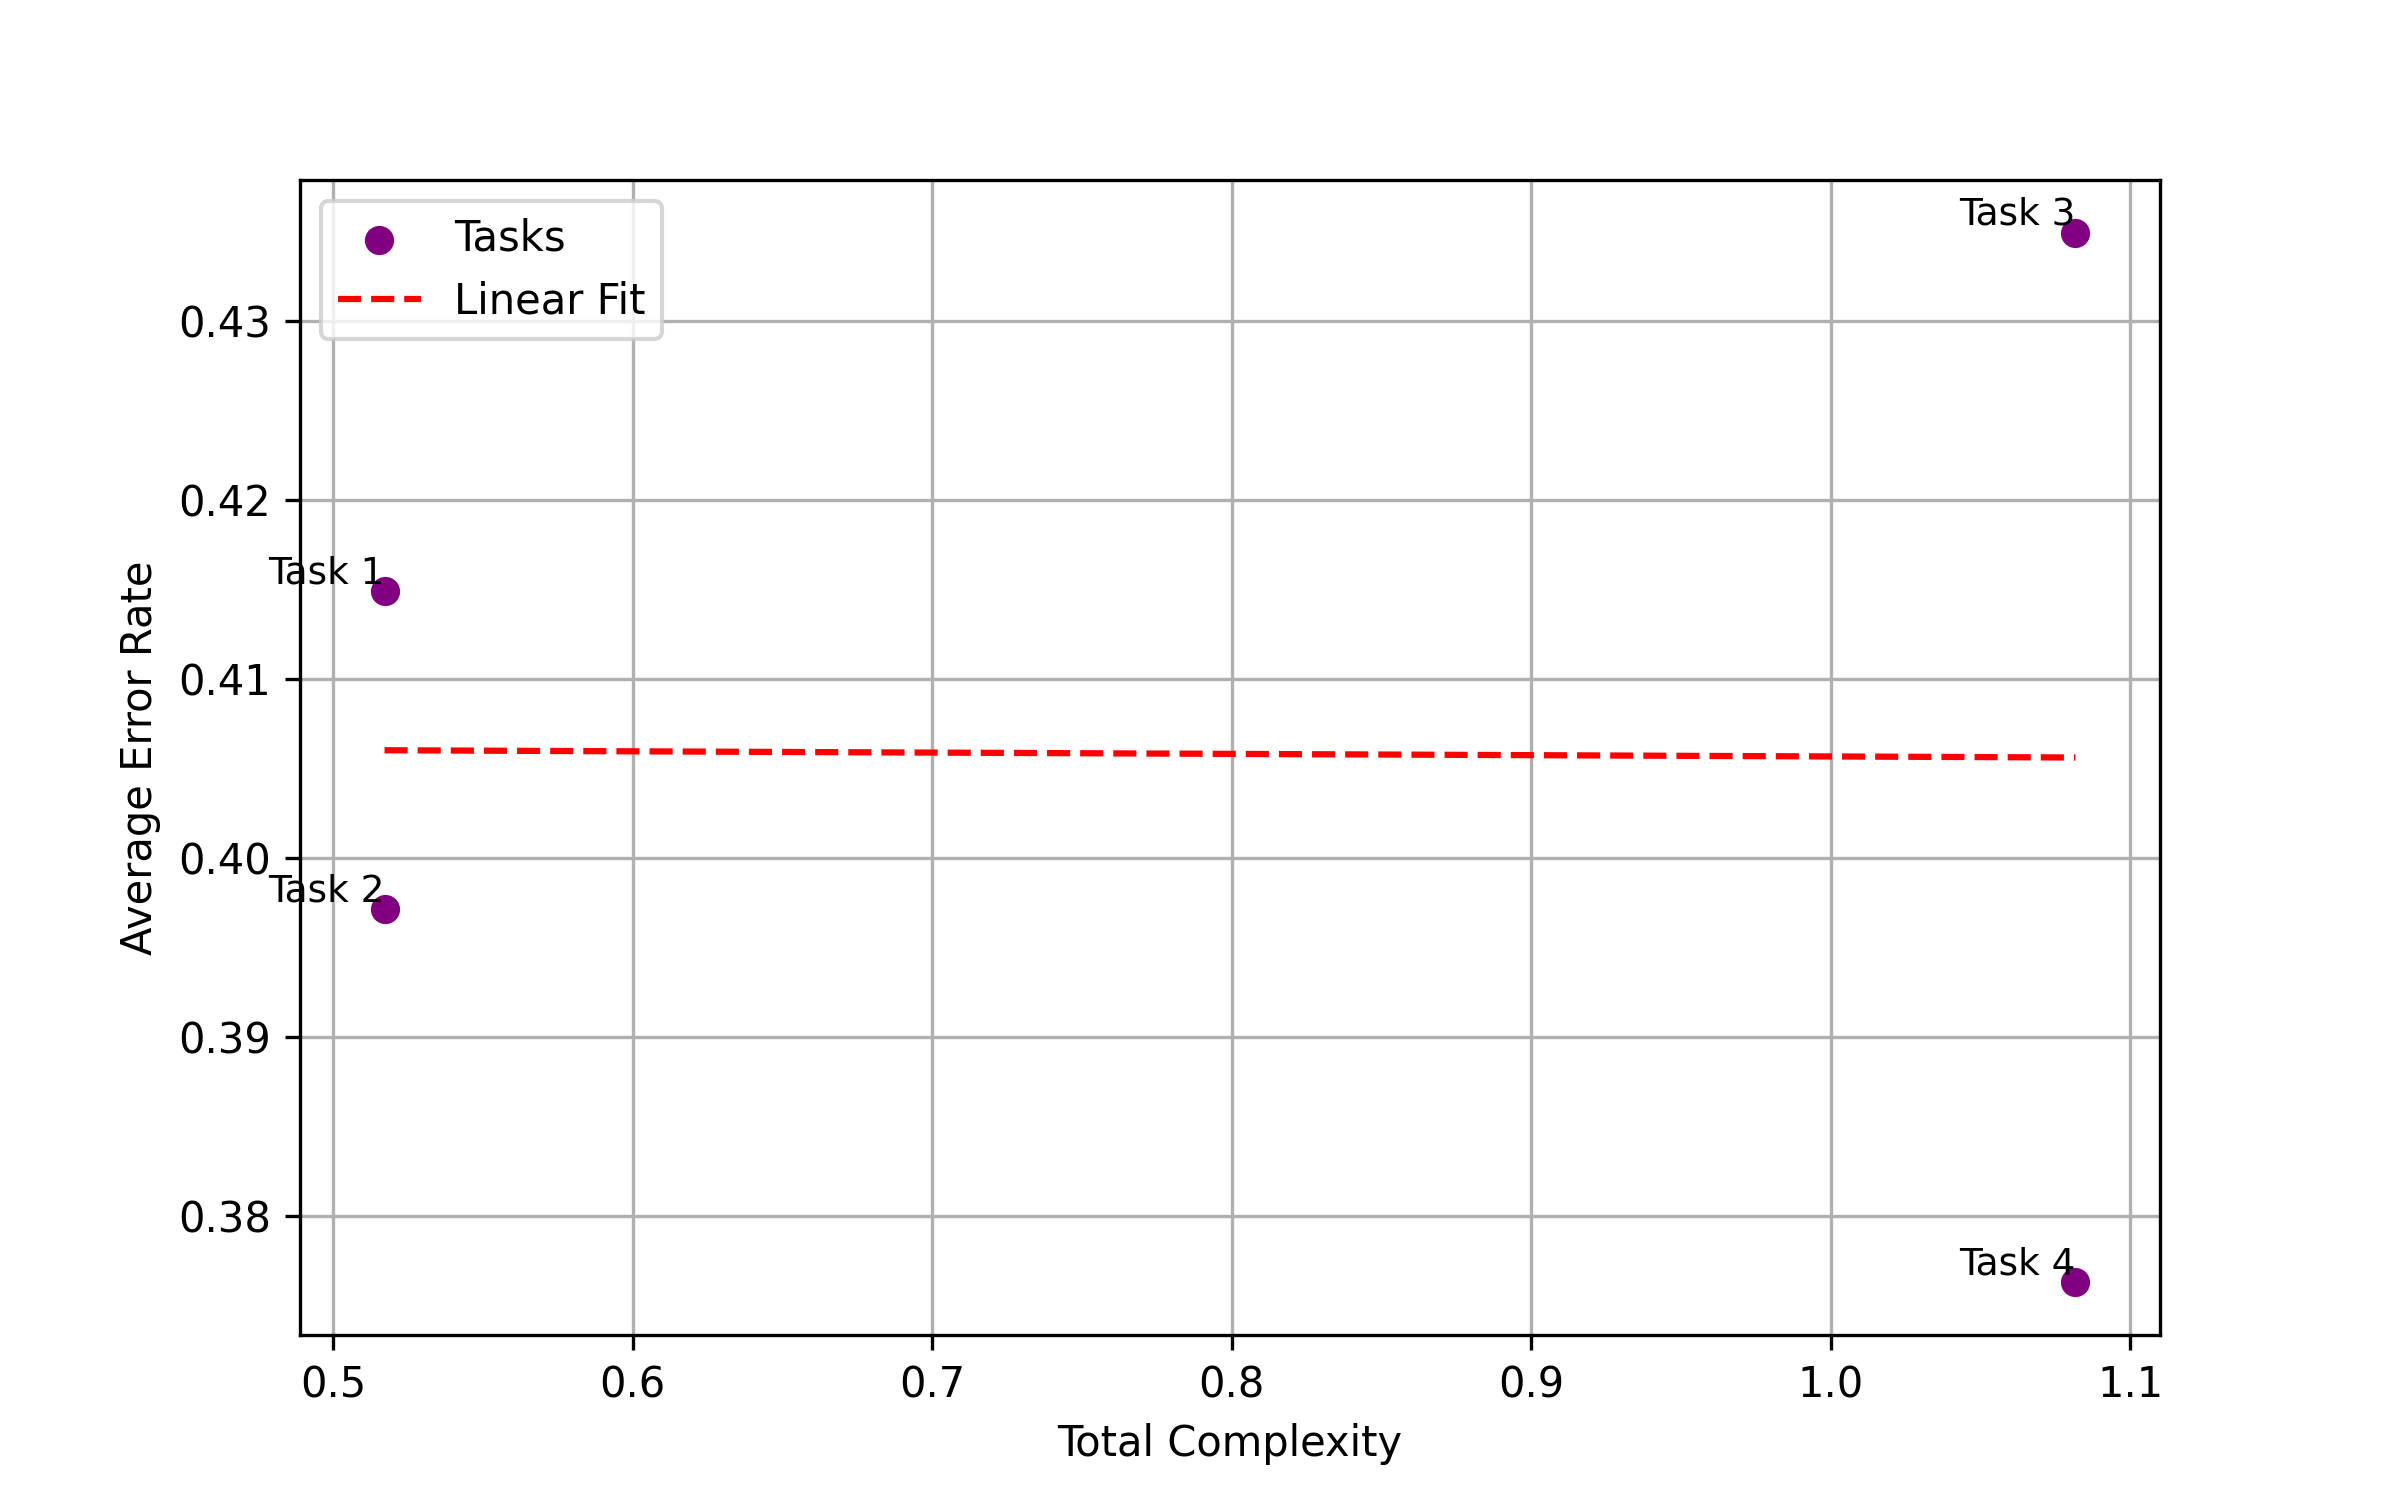 Tasks
Linear Fit
Task 3
Task 1
Task 2
Task 4
0.43
0.42
0.41
0.40
0.39
0.38
Average Error Rate
0.5 0.6 0.7 0.8 0.9 1.0 1.1
Total Complexity